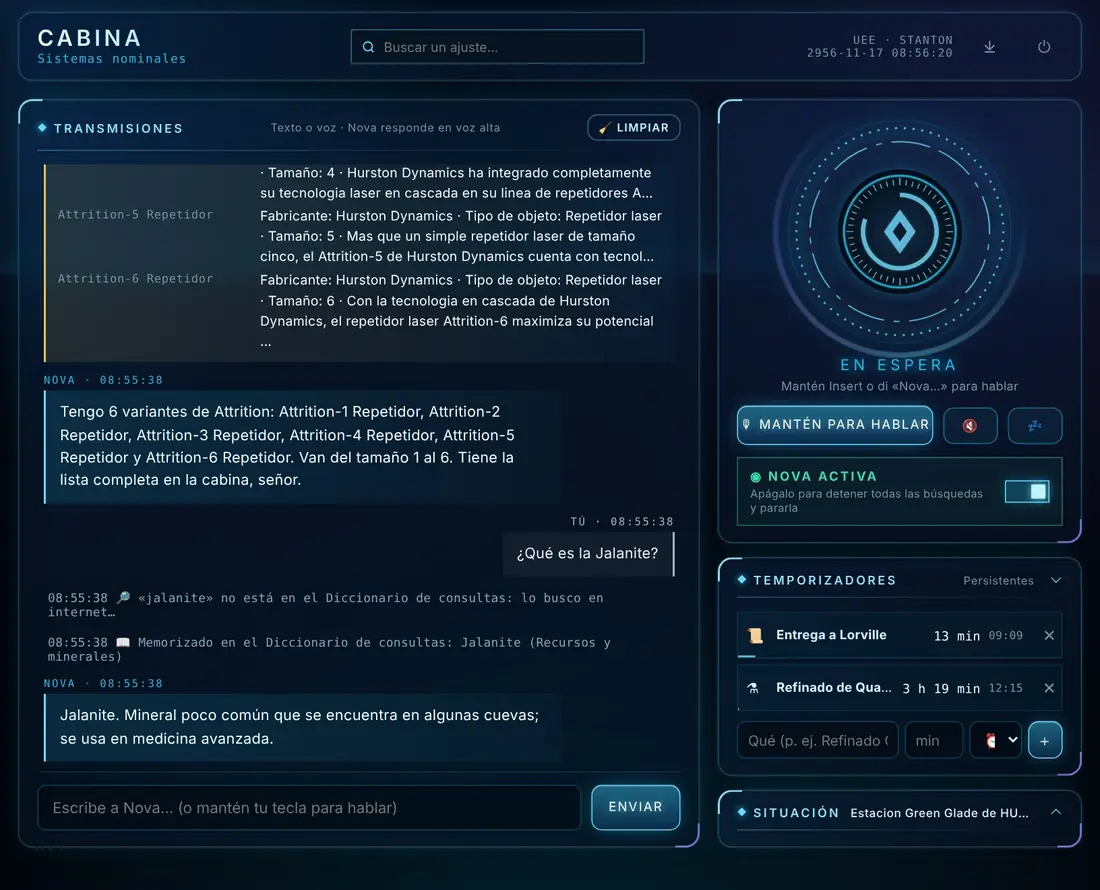 CABINA
Sistemas nominales
Buscar un ajuste...
UEE · STANTON
2956-11-17 08:56:20
TRANSMISIONES
Texto o voz · Nova responde en voz alta
LIMPIAR
· Tamaño: 4 · Hurston Dynamics ha integrado completamente
su tecnologia laser en cascada en su linea de repetidores A...
Attrition-5 Repetidor
Fabricante: Hurston Dynamics · Tipo de objeto: Repetidor laser
· Tamaño: 5 · Mas que un simple repetidor laser de tamaño
cinco, el Attrition-5 de Hurston Dynamics cuenta con tecnol...
Attrition-6 Repetidor
Fabricante: Hurston Dynamics · Tipo de objeto: Repetidor laser
· Tamaño: 6 · Con la tecnologia en cascada de Hurston
Dynamics, el repetidor laser Attrition-6 maximiza su potencial
...
NOVA · 08:55:38
Tengo 6 variantes de Attrition: Attrition-1 Repetidor, Attrition-2
Repetidor, Attrition-3 Repetidor, Attrition-4 Repetidor, Attrition-5
Repetidor y Attrition-6 Repetidor. Van del tamaño 1 al 6. Tiene la
lista completa en la cabina, señor.
TÚ · 08:55:38
¿Qué es la Jalanite?
08:55:38 🔎 «jalanite» no está en el Diccionario de consultas: lo busco en
internet…
08:55:38 📖 Memorizado en el Diccionario de consultas: Jalanite (Recursos y
minerales)
NOVA · 08:55:38
Jalanite. Mineral poco común que se encuentra en algunas cuevas;
se usa en medicina avanzada.
Escribe a Nova... (o mantén tu tecla para hablar)
ENVIAR
EN ESPERA
Mantén Insert o di «Nova...» para hablar
MANTÉN PARA HABLAR
NOVA ACTIVA
Apágalo para detener todas las búsquedas
y pararla
TEMPORIZADORES
Persistentes
Entrega a Lorville
13 min 09:09
Refinado de Qua...
3 h 19 min 12:15
Qué (p. ej. Refinado (
min
+
SITUACIÓN
Estacion Green Glade de HU...